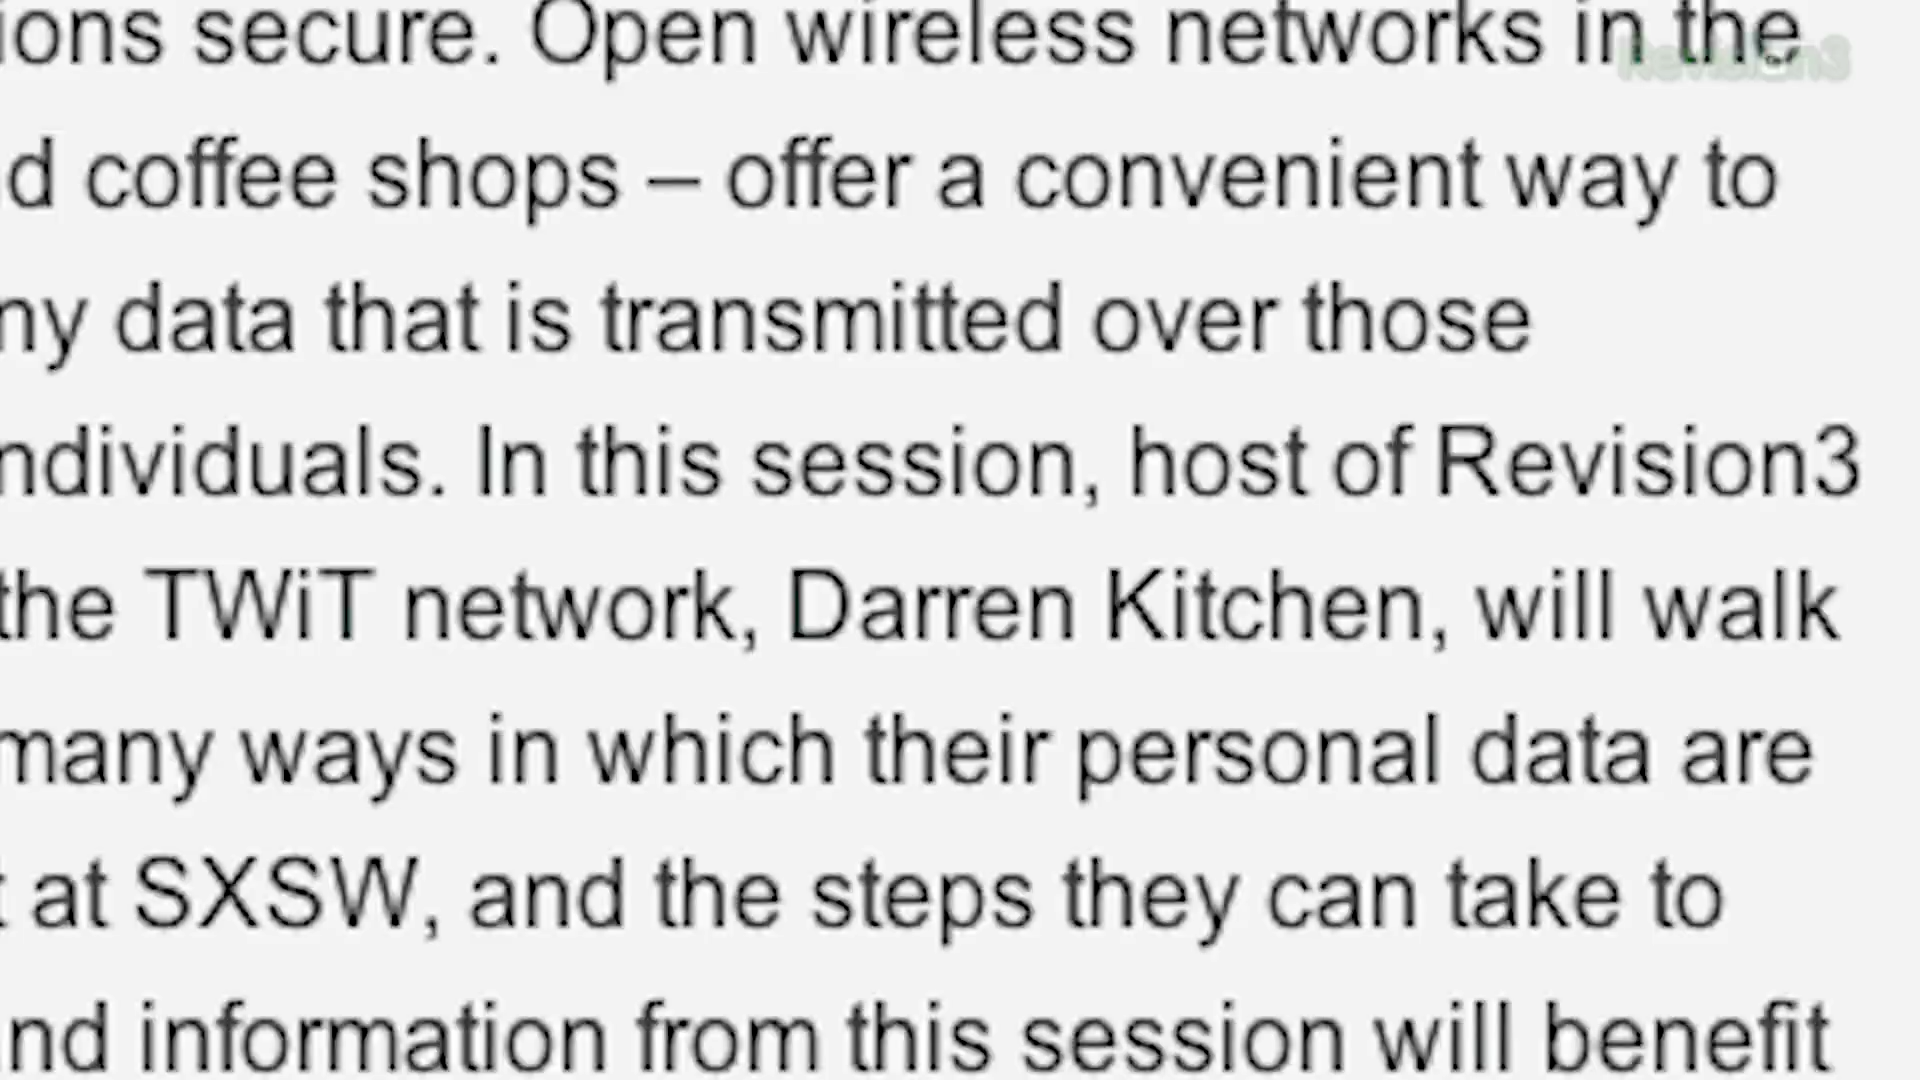 ions secure. Open wireless networks in the
Revision3
d coffee shops – offer a convenient way to
ny data that is transmitted over those
ndividuals. In this session, host of Revision3
the TWiT network, Darren Kitchen, will walk
many ways in which their personal data are
t at SXSW, and the steps they can take to
nd information from this session will benefit